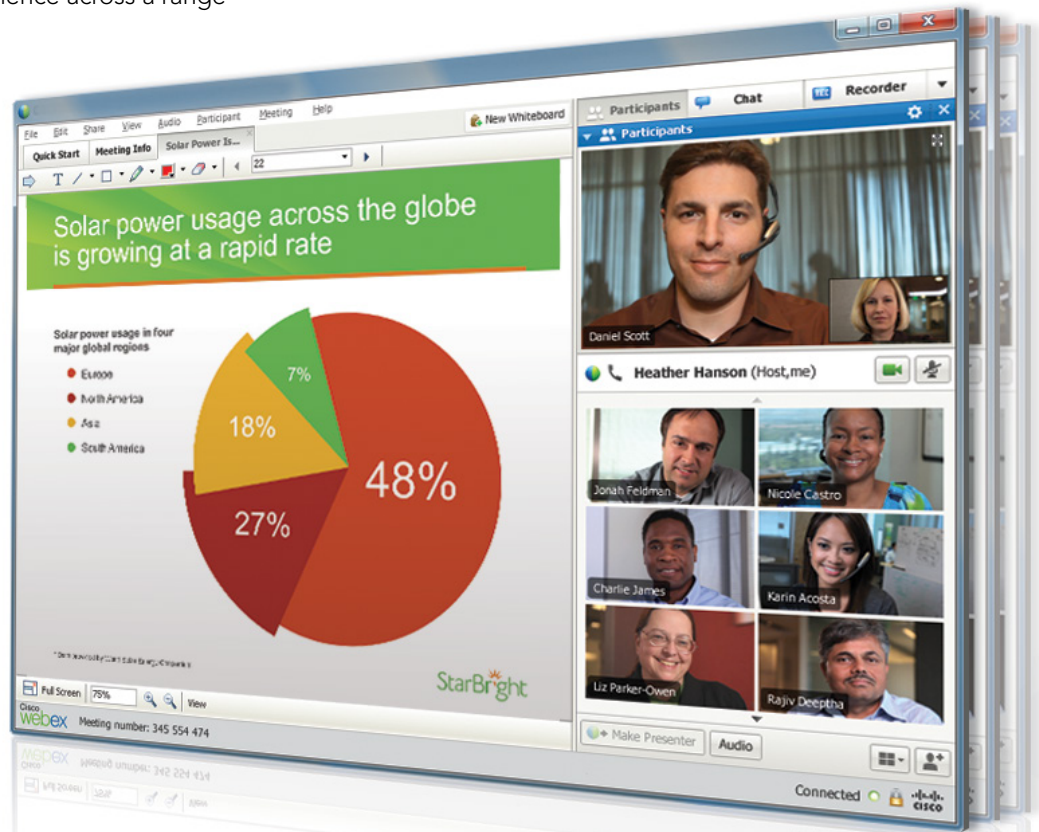 ience across a range
File Edit Share View Audio Participant Meeting Help
New Whiteboard
Quick Start Meeting Info Solar Power Is...
22
Solar power usage across the globe
is growing at a rapid rate
Solar power usage in four
major global regions
Europe
North America
Asia
South America
7%
18%
48%
27%
StarBright
Full Screen 75% View
Cisco
webex Meeting number: 345 554 474
Participants Chat Recorder
Participants
Daniel Scott
Heather Hanson (Host,me)
Jonah Feldman
Nicole Castro
Charlie James
Karin Acosta
Liz Parker-Owen
Rajiv Deeptha
Make Presenter Audio
Connected
CISCO